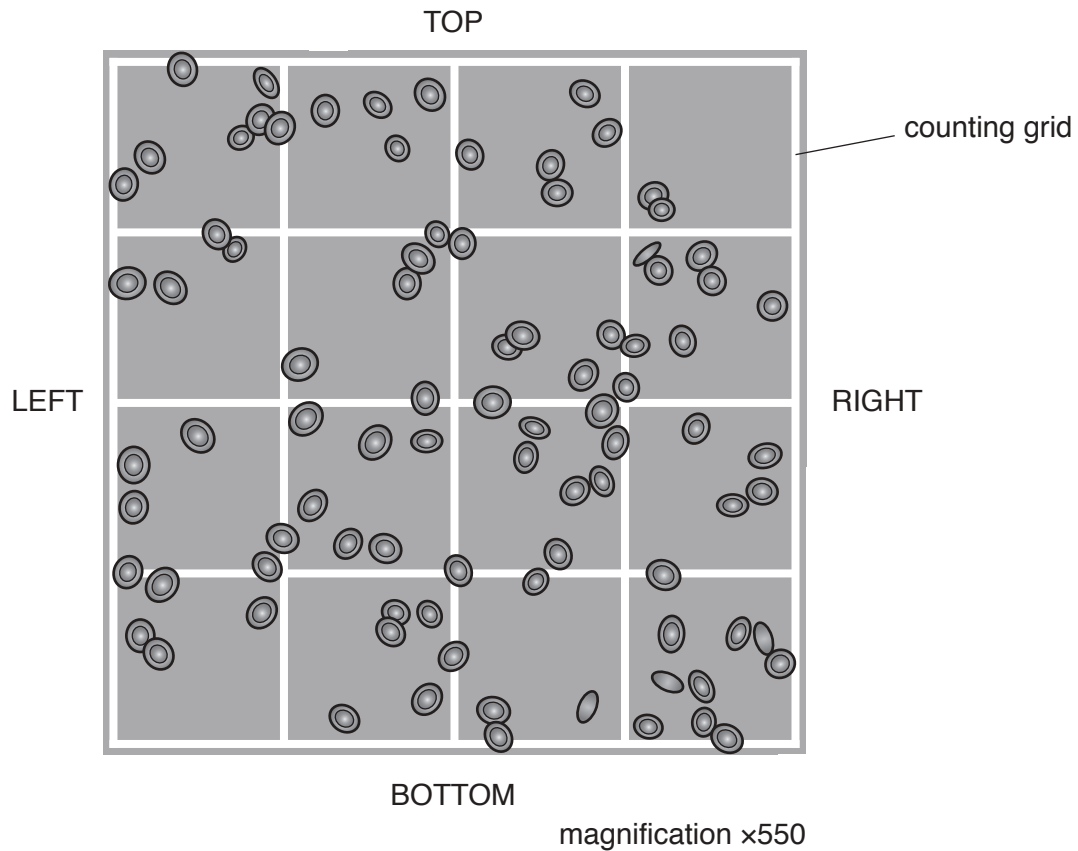 TOP
counting grid
LEFT
RIGHT
BOTTOM
magnification ×550